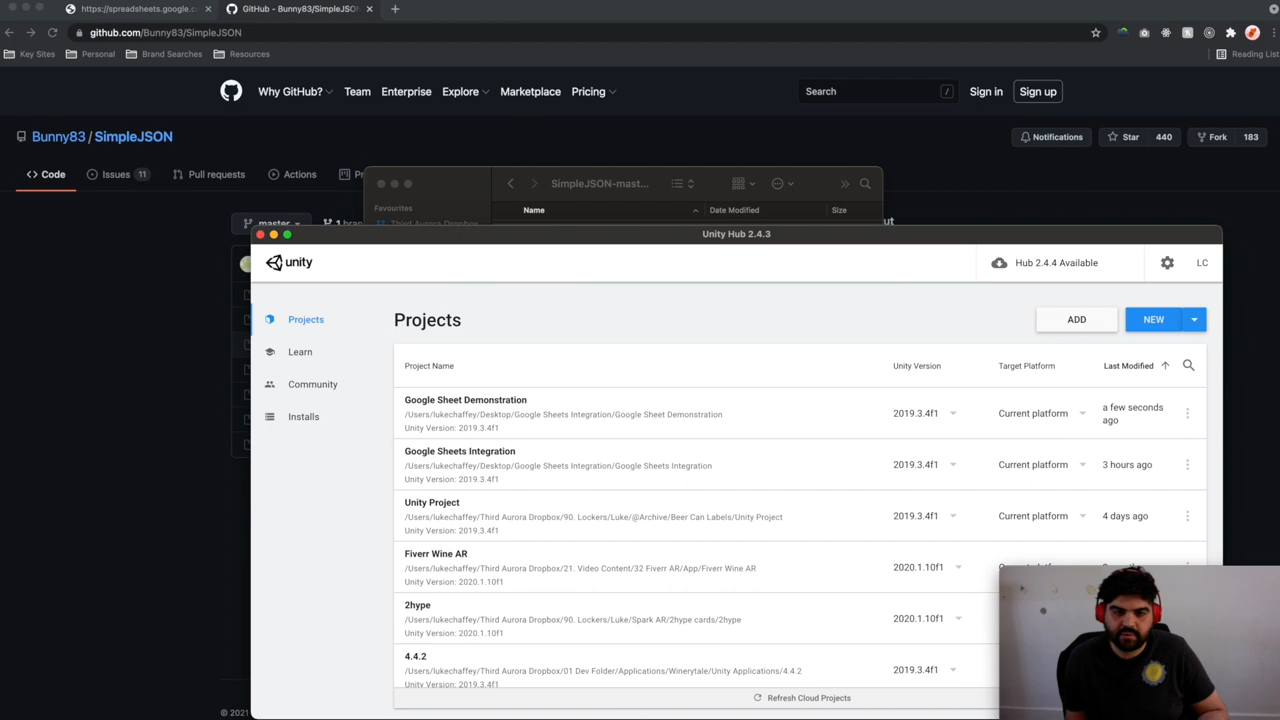 https://spreadsheets.google.c
GitHub - Bunny83/SimpleJSON
github.com/Bunny83/SimpleJSON
Key Sites
Personal
Brand Searches
Resources
Reading List
Why GitHub?
Team
Enterprise
Explore
Marketplace
Pricing
Search
/
Sign in
Sign up
Bunny83 / SimpleJSON
Notifications
Star
440
Fork
183
Code
Issues
11
Pull requests
Actions
SimpleJSON-mast...
Favourites
Name
Date Modified
Size
Third Aurora Dropbox
master
Unity Hub 2.4.3
unity
Hub 2.4.4 Available
LC
Projects
Learn
Community
Installs
Projects
ADD
NEW
Project Name
Unity Version
Target Platform
Last Modified
Google Sheet Demonstration
/Users/lukechaffey/Desktop/Google Sheets Integration/Google Sheet Demonstration
Unity Version: 2019.3.4f1
2019.3.4f1
Current platform
a few seconds
ago
Google Sheets Integration
/Users/lukechaffey/Desktop/Google Sheets Integration/Google Sheets Integration
Unity Version: 2019.3.4f1
2019.3.4f1
Current platform
3 hours ago
Unity Project
/Users/lukechaffey/Third Aurora Dropbox/90. Lockers/Luke/@Archive/Beer Can Labels/Unity Project
Unity Version: 2019.3.4f1
2019.3.4f1
Current platform
4 days ago
Fiverr Wine AR
/Users/lukechaffey/Third Aurora Dropbox/21. Video Content/32 Fiverr AR/App/Fiverr Wine AR
Unity Version: 2020.1.10f1
2020.1.10f1
2hype
/Users/lukechaffey/Third Aurora Dropbox/90. Lockers/Luke/Spark AR/2hype cards/2hype
Unity Version: 2020.1.10f1
2020.1.10f1
4.4.2
/Users/lukechaffey/Third Aurora Dropbox/01 Dev Folder/Applications/Winerytale/Unity Applications/4.4.2
Unity Version: 2019.3.4f1
2019.3.4f1
Refresh Cloud Projects
© 2021